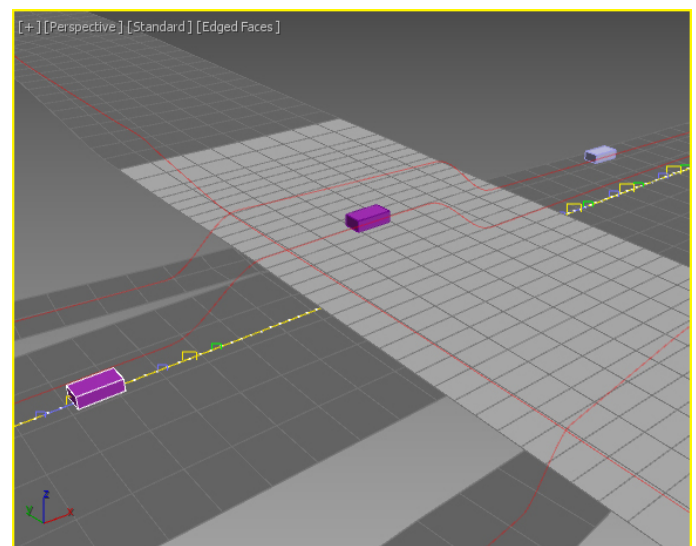 [+] [Perspective ] [Standard ] [Edged Faces ]
z
y
x